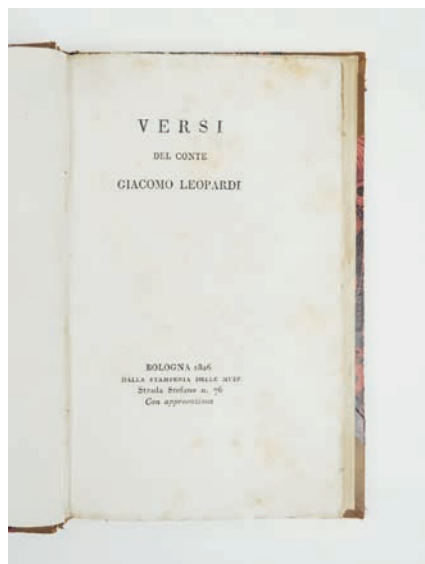 VERSI
DEL CONTE
GIACOMO LEOPARDI
BOLOGNA 1826
DALLA STAMPERIA DELLE MUSE
Strada Stefano n. 76
Con approvazione